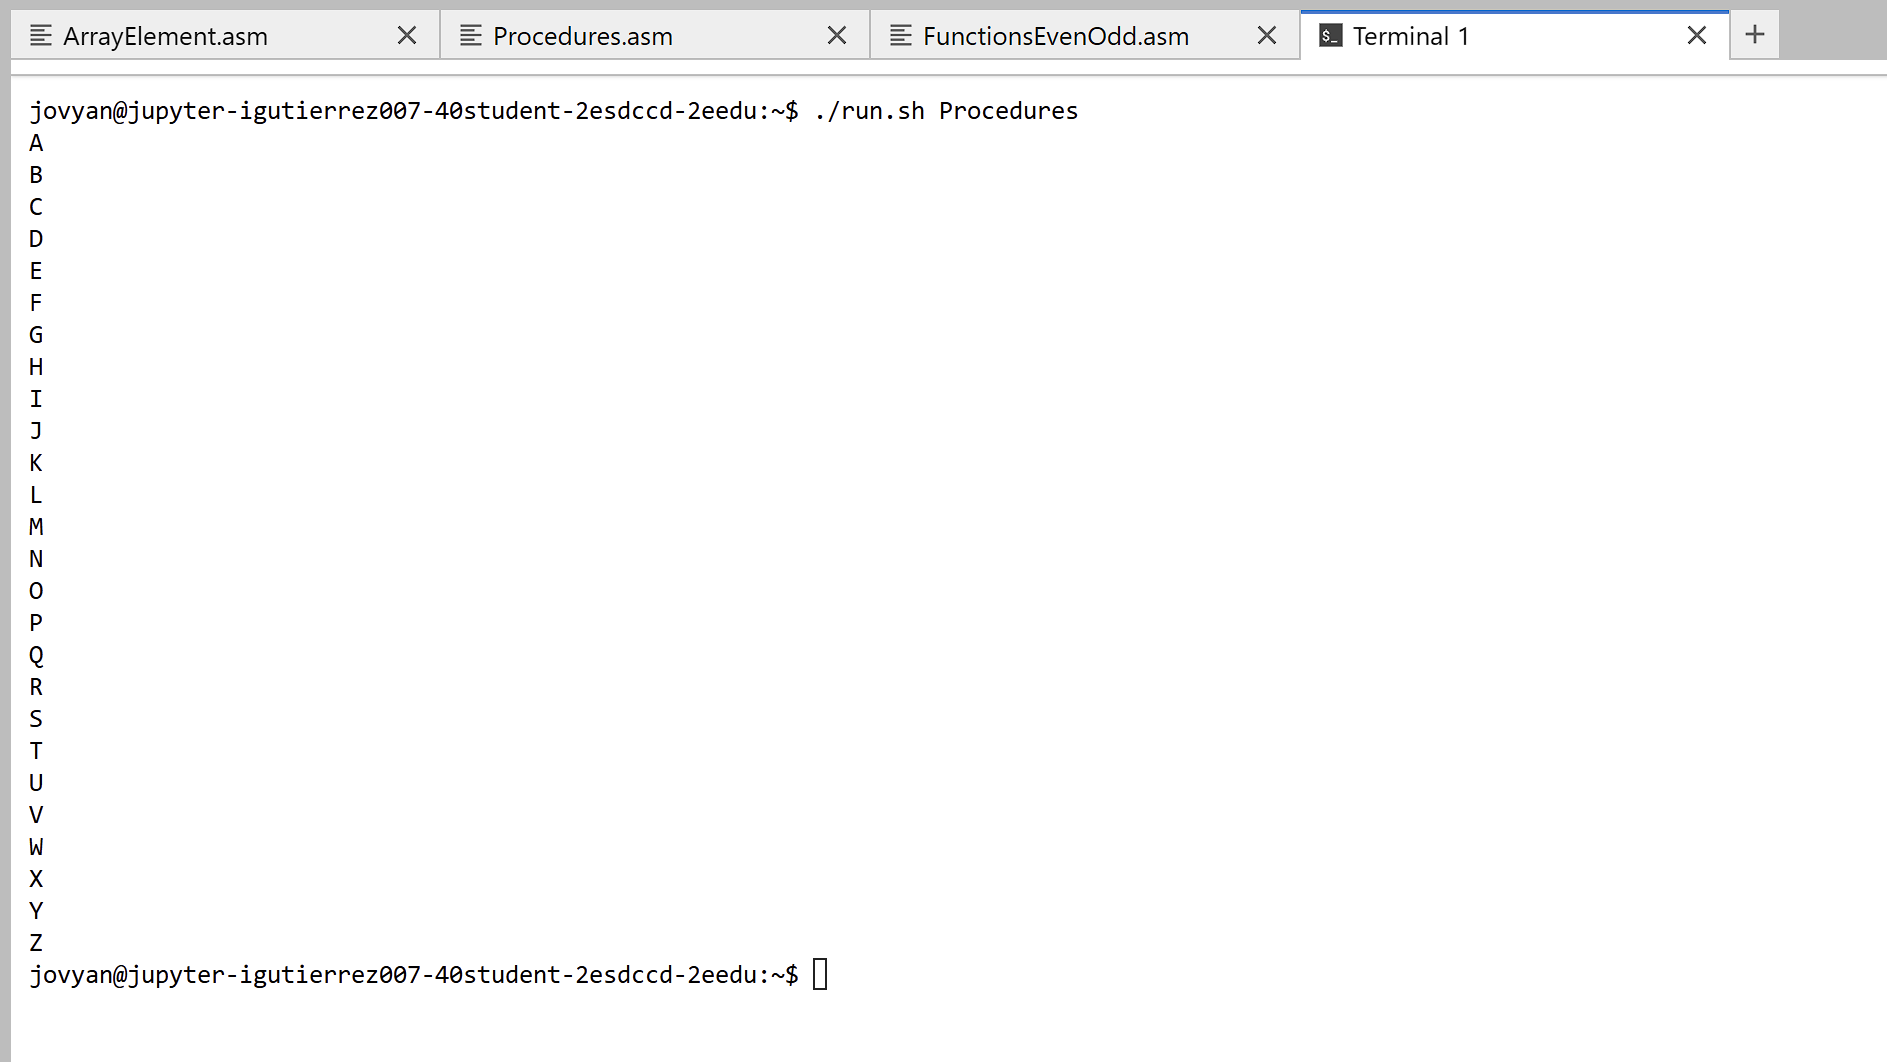 ArrayElement.asm Procedures.asm FunctionsEvenOdd.asm $_ Terminal 1
jovyan@jupyter-igutierrez007-40student-2esdccd-2eedu:~$ ./run.sh Procedures
A
B
C
D
E
F
G
H
I
J
K
L
M
N
O
P
Q
R
S
T
U
V
W
X
Y
Z
jovyan@jupyter-igutierrez007-40student-2esdccd-2eedu:~$